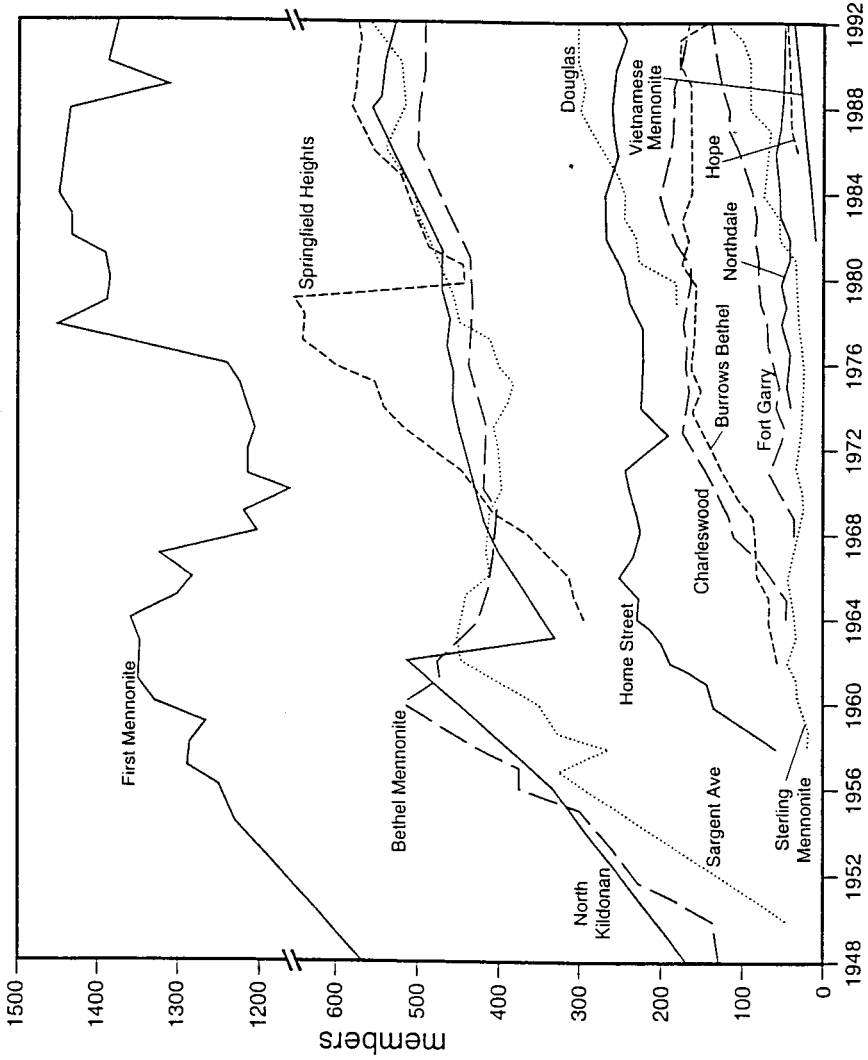 1500
1400
1300
1200
600
500
400
300
200
100
0
members
First Mennonite
Springfield Heights
Bethel Mennonite
North
Kildonan
Sargent Ave
Home Street
Douglas
Charleswood
Burrows Bethel
Fort Garry
Northdale
Hope
Vietnamese
Mennonite
Sterling
Mennonite
1948
1952
1956
1960
1964
1968
1972
1976
1980
1984
1988
1992